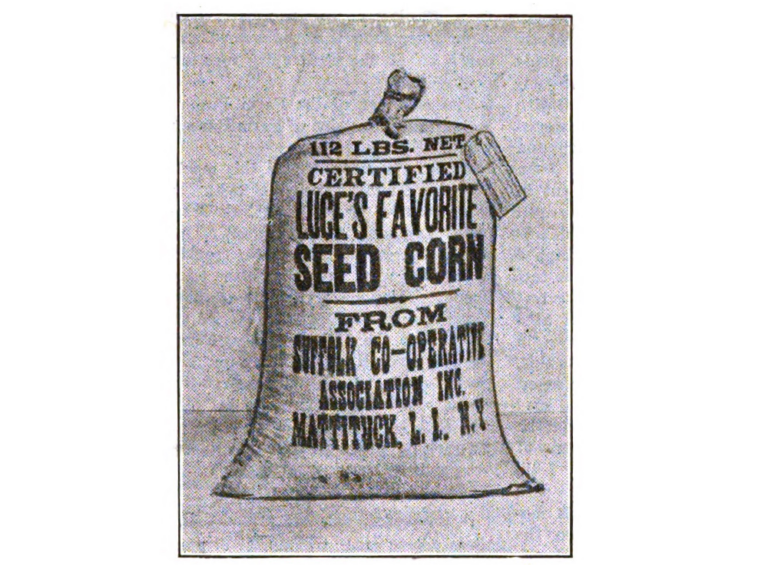 112 LBS. NET
CERTIFIED
LUCE'S FAVORITE
SEED CORN
FROM
SUFFOLK CO-OPERATIVE
ASSOCIATION INC.
MATTITUCK, L. I. N.Y.